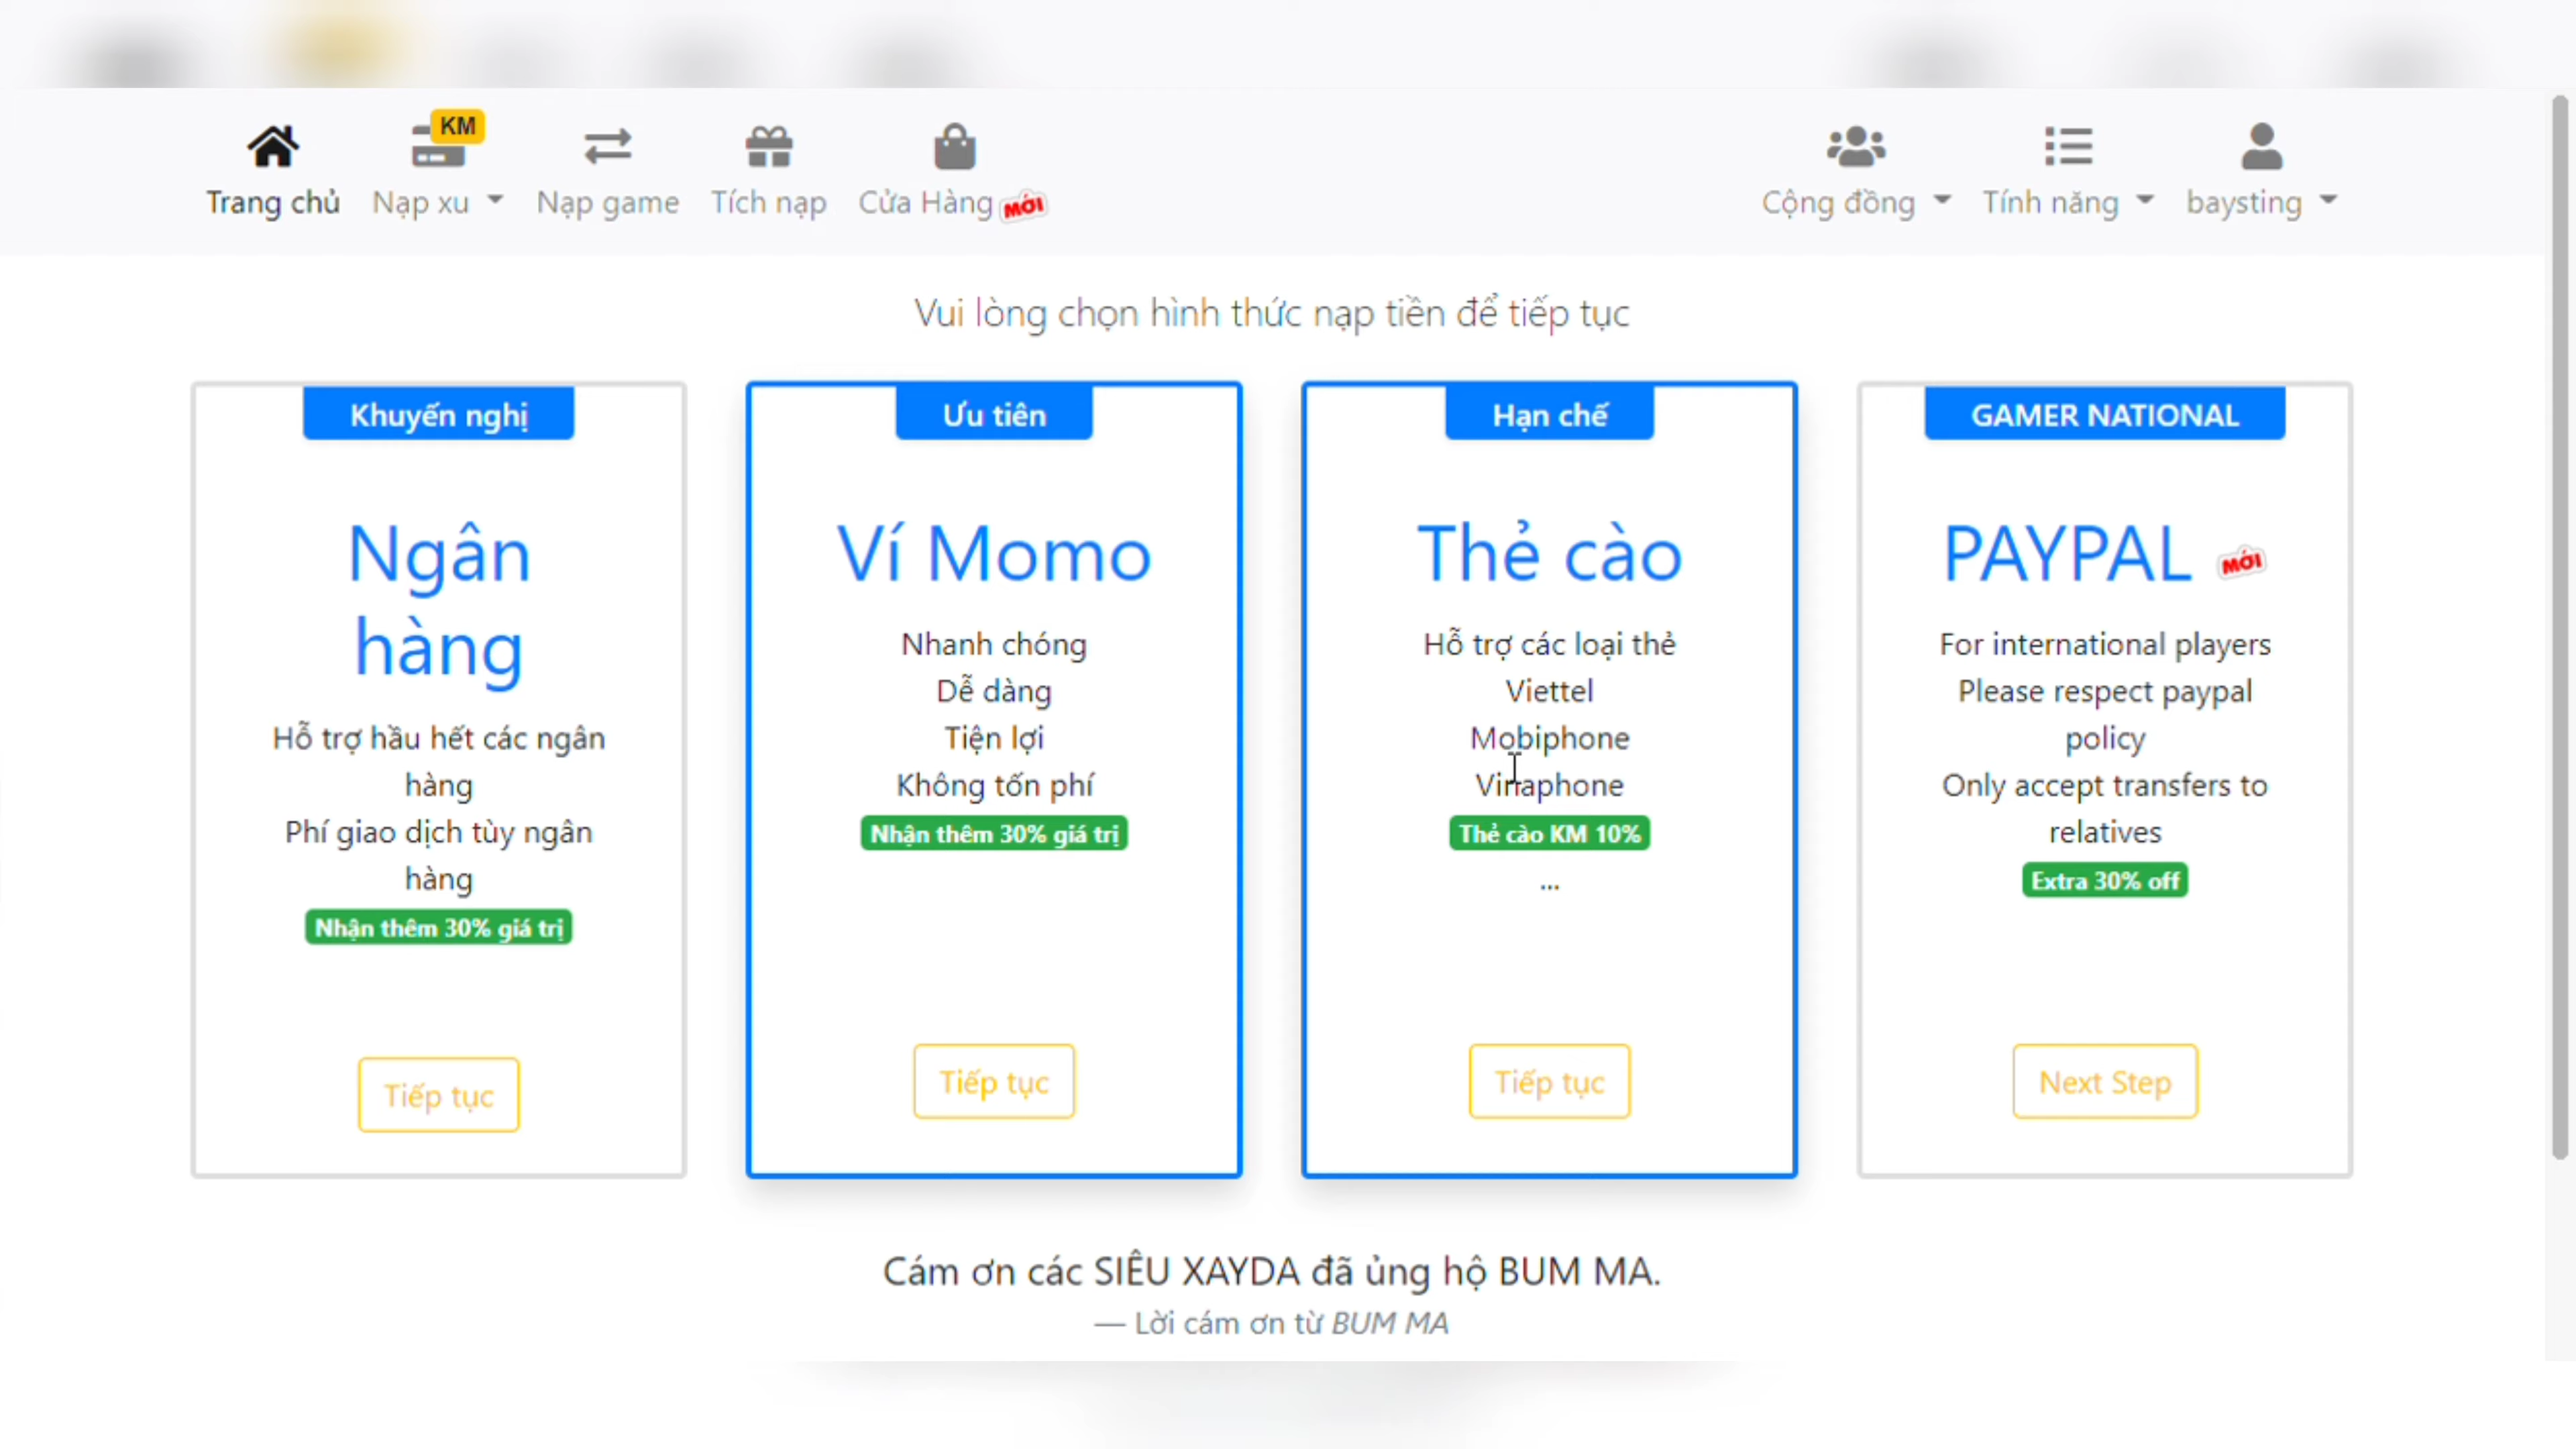 KM
Trang chủ
Nạp xu
Nạp game
Tích nạp
Cửa Hàng MỚI
Cộng đồng
Tính năng
baysting
Vui lòng chọn hình thức nạp tiền để tiếp tục
Khuyến nghị
Ngân
hàng
Hỗ trợ hầu hết các ngân
hàng
Phí giao dịch tùy ngân
hàng
Nhận thêm 30% giá trị
Tiếp tục
Ưu tiên
Ví Momo
Nhanh chóng
Dễ dàng
Tiện lợi
Không tốn phí
Nhận thêm 30% giá trị
Tiếp tục
Hạn chế
Thẻ cào
Hỗ trợ các loại thẻ
Viettel
Mobiphone
Vinaphone
Thẻ cào KM 10%
...
Tiếp tục
GAMER NATIONAL
PAYPAL MỚI
For international players
Please respect paypal
policy
Only accept transfers to
relatives
Extra 30% off
Next Step
Cám ơn các SIÊU XAYDA đã ủng hộ BUM MA.
— Lời cám ơn từ BUM MA